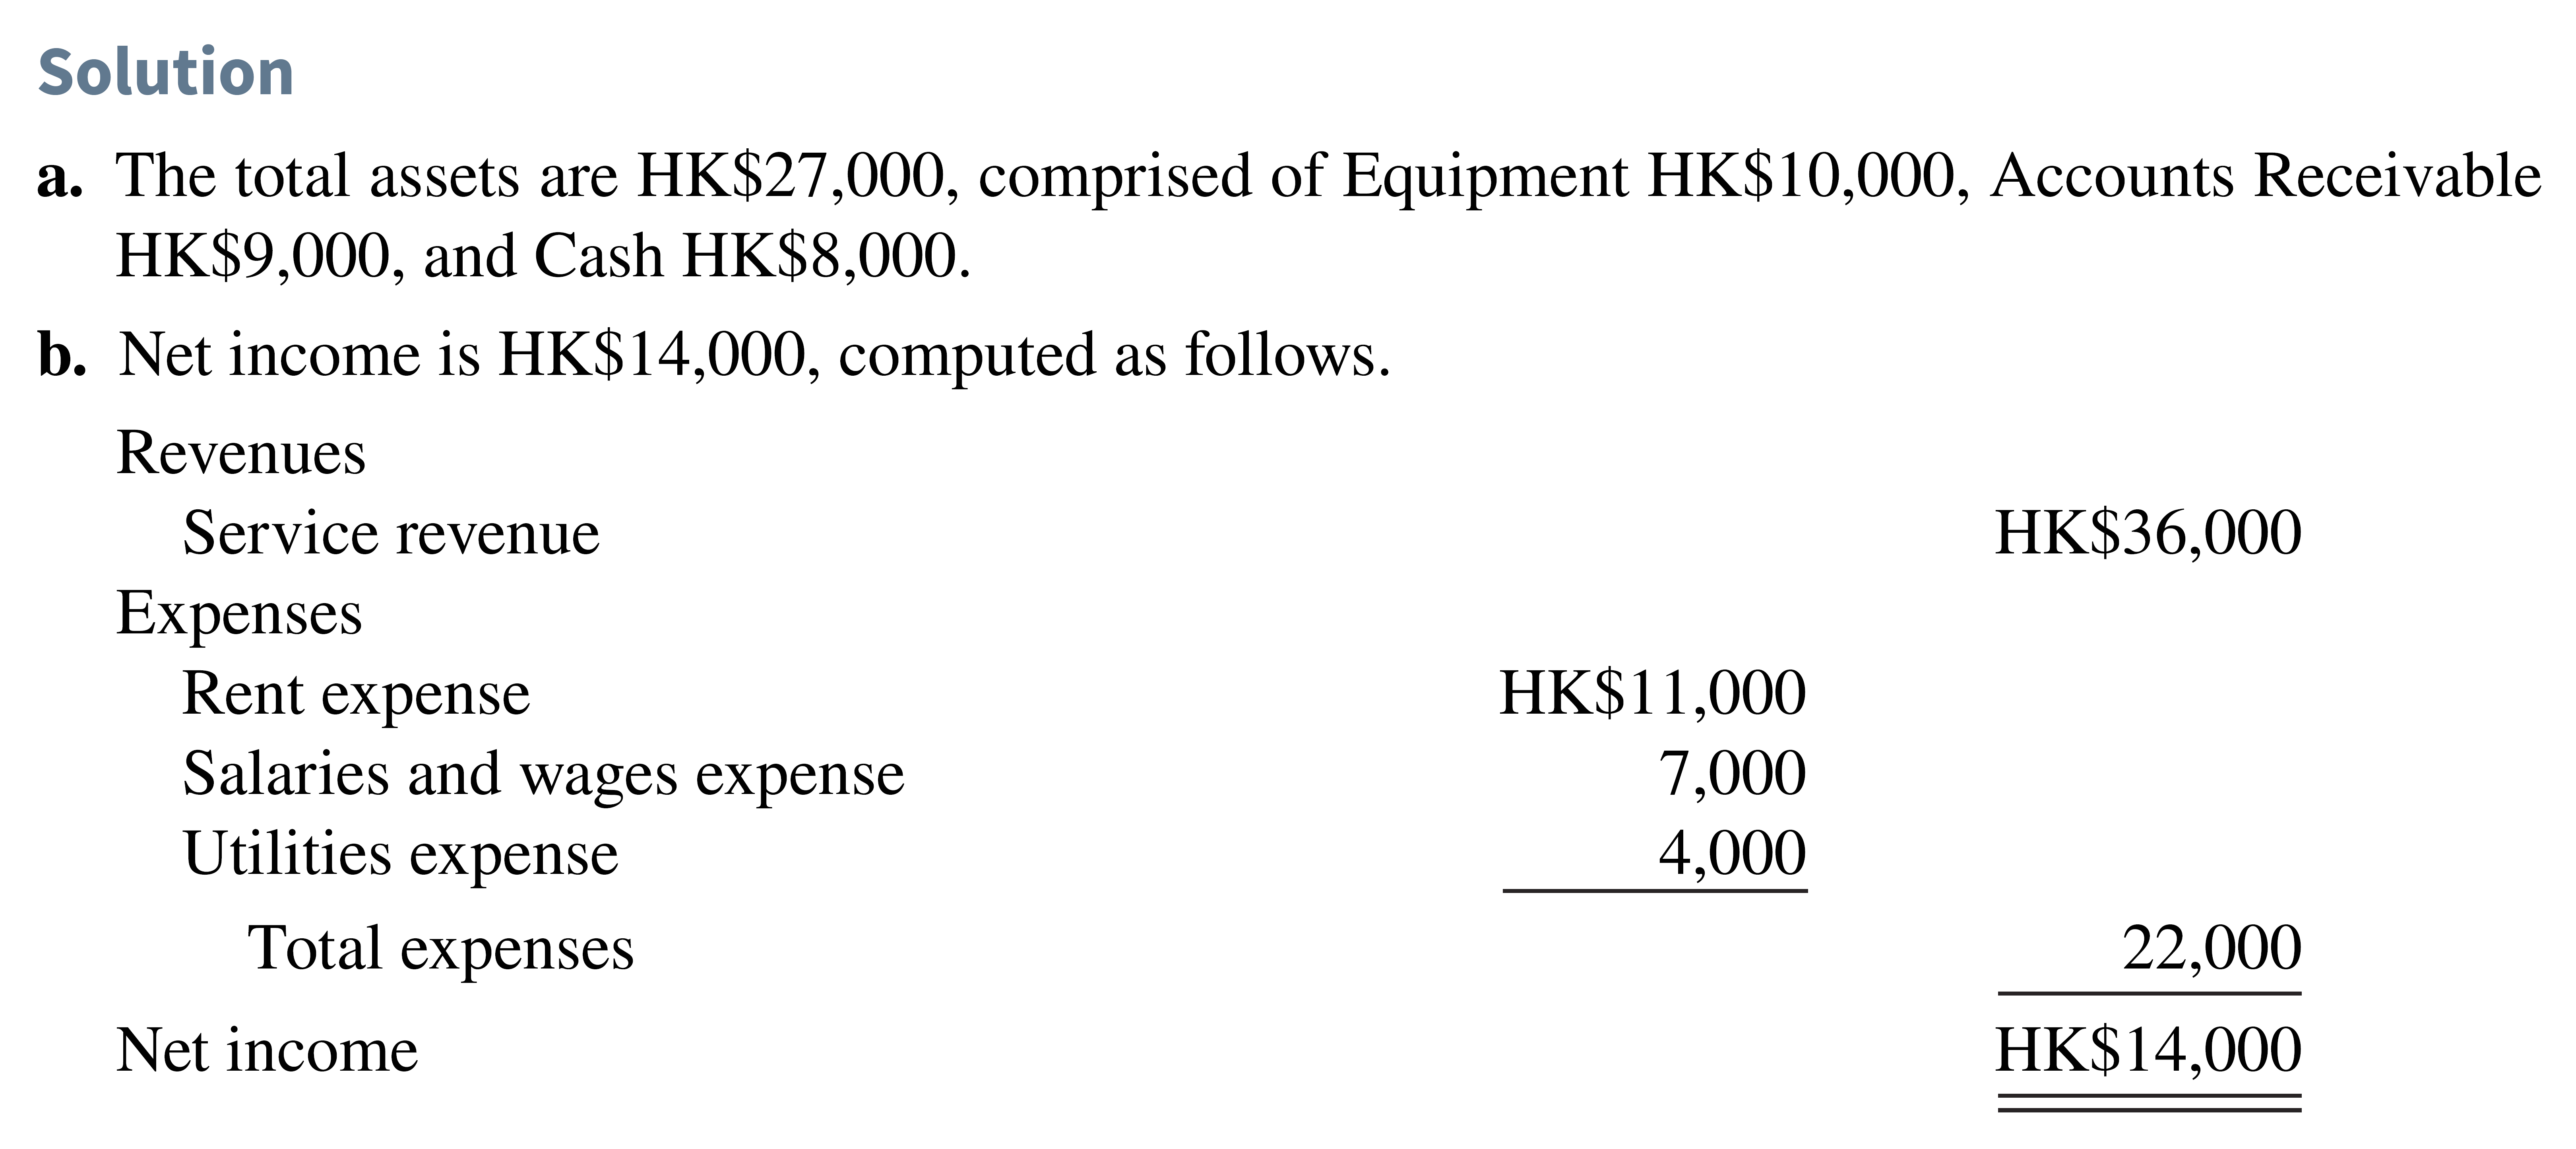 Solution
a. The total assets are HK$27,000, comprised of Equipment HK$10,000, Accounts Receivable
HK$9,000, and Cash HK$8,000.
b. Net income is HK$14,000, computed as follows.
Revenues
Service revenue HK$36,000
Expenses
Rent expense HK$11,000
Salaries and wages expense 7,000
Utilities expense 4,000
Total expenses 22,000
Net income HK$14,000